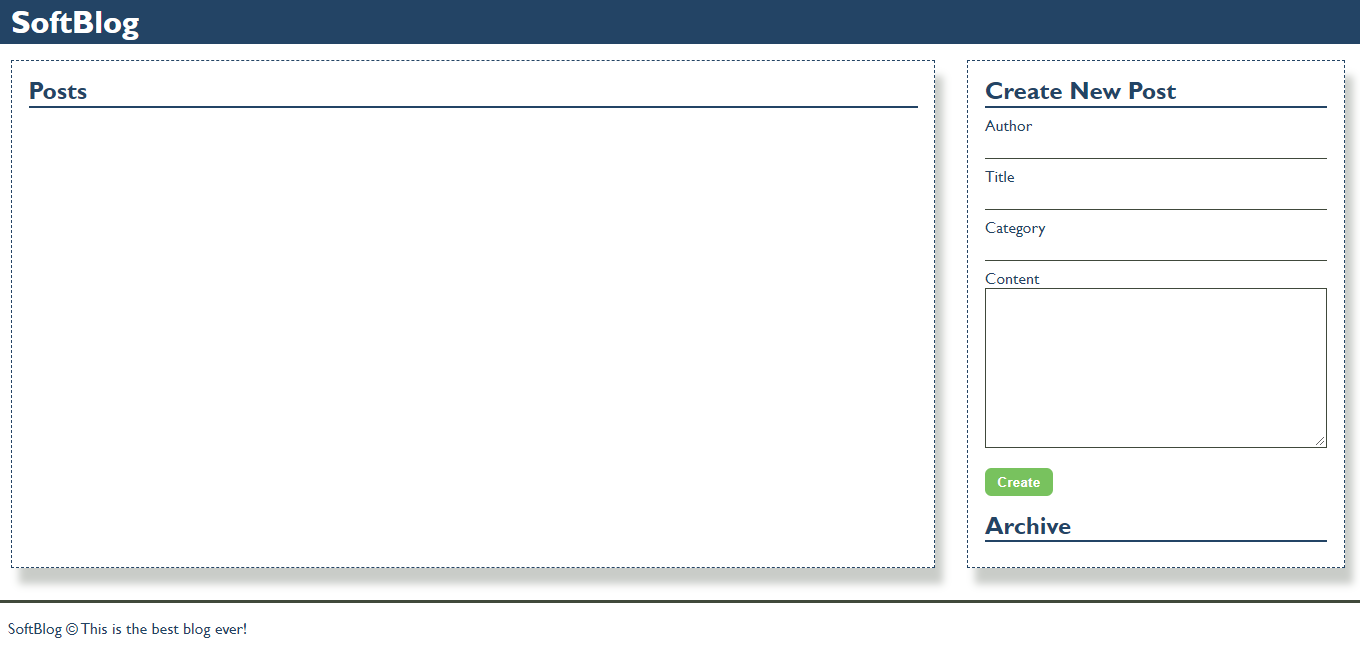 SoftBlog
Posts
Create New Post
Author
Title
Category
Content
Create
Archive
SoftBlog © This is the best blog ever!